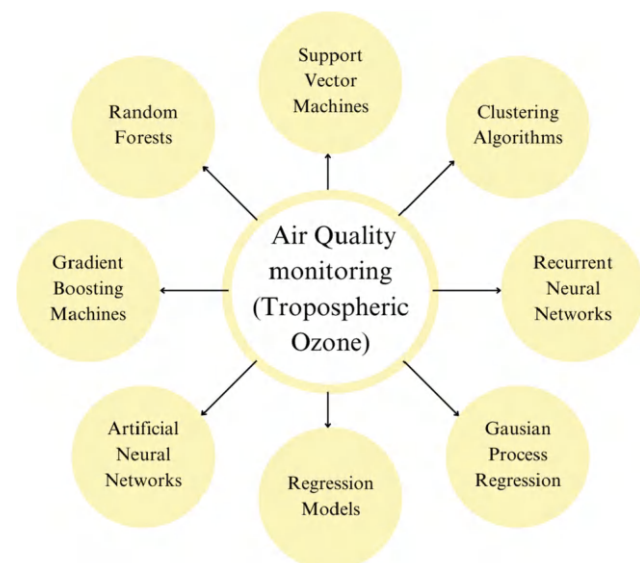 Support
Vector
Machines
Random
Forests
Clustering
Algorithms
Air Quality
monitoring
(Tropospheric
Ozone)
Gradient
Boosting
Machines
Recurrent
Neural
Networks
Artificial
Neural
Networks
Regression
Models
Gausian
Process
Regression